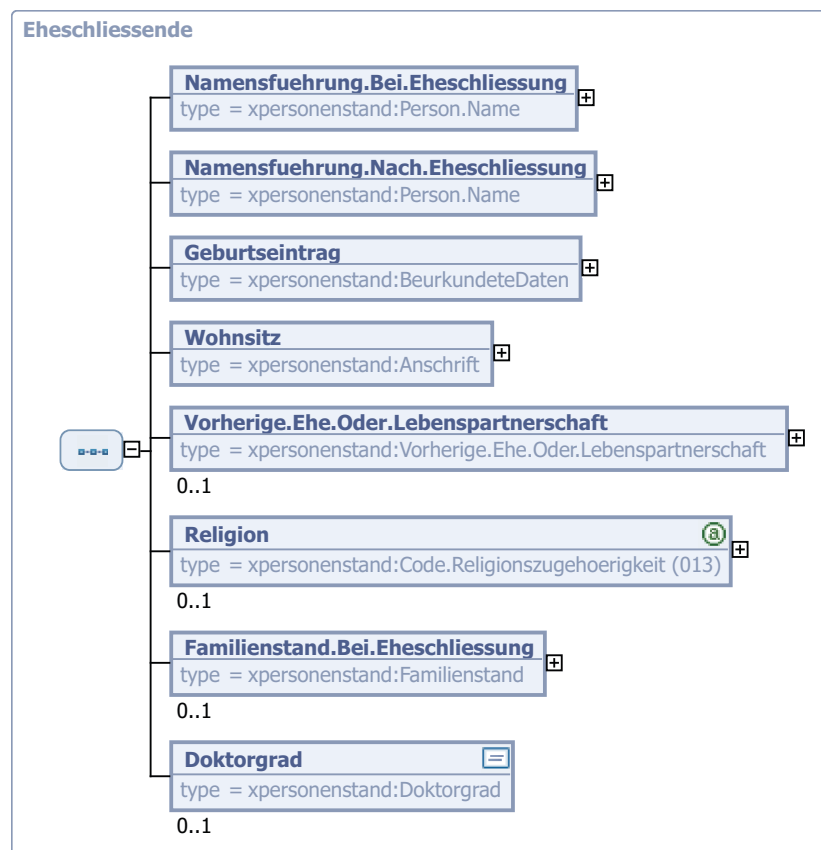 Eheschliessende
Namensfuehrung.Bei.Eheschliessung
type = xpersonenstand:Person.Name
Namensfuehrung.Nach.Eheschliessung
type = xpersonenstand:Person.Name
Geburtseintrag
type = xpersonenstand:BeurkundeteDaten
Wohnsitz
type = xpersonenstand:Anschrift
Vorherige.Ehe.Oder.Lebenspartnerschaft
type = xpersonenstand:Vorherige.Ehe.Oder.Lebenspartnerschaft
0..1
Religion @
type = xpersonenstand:Code.Religionszugehoerigkeit (013)
0..1
Familienstand.Bei.Eheschliessung
type = xpersonenstand:Familienstand
0..1
Doktorgrad
type = xpersonenstand:Doktorgrad
0..1